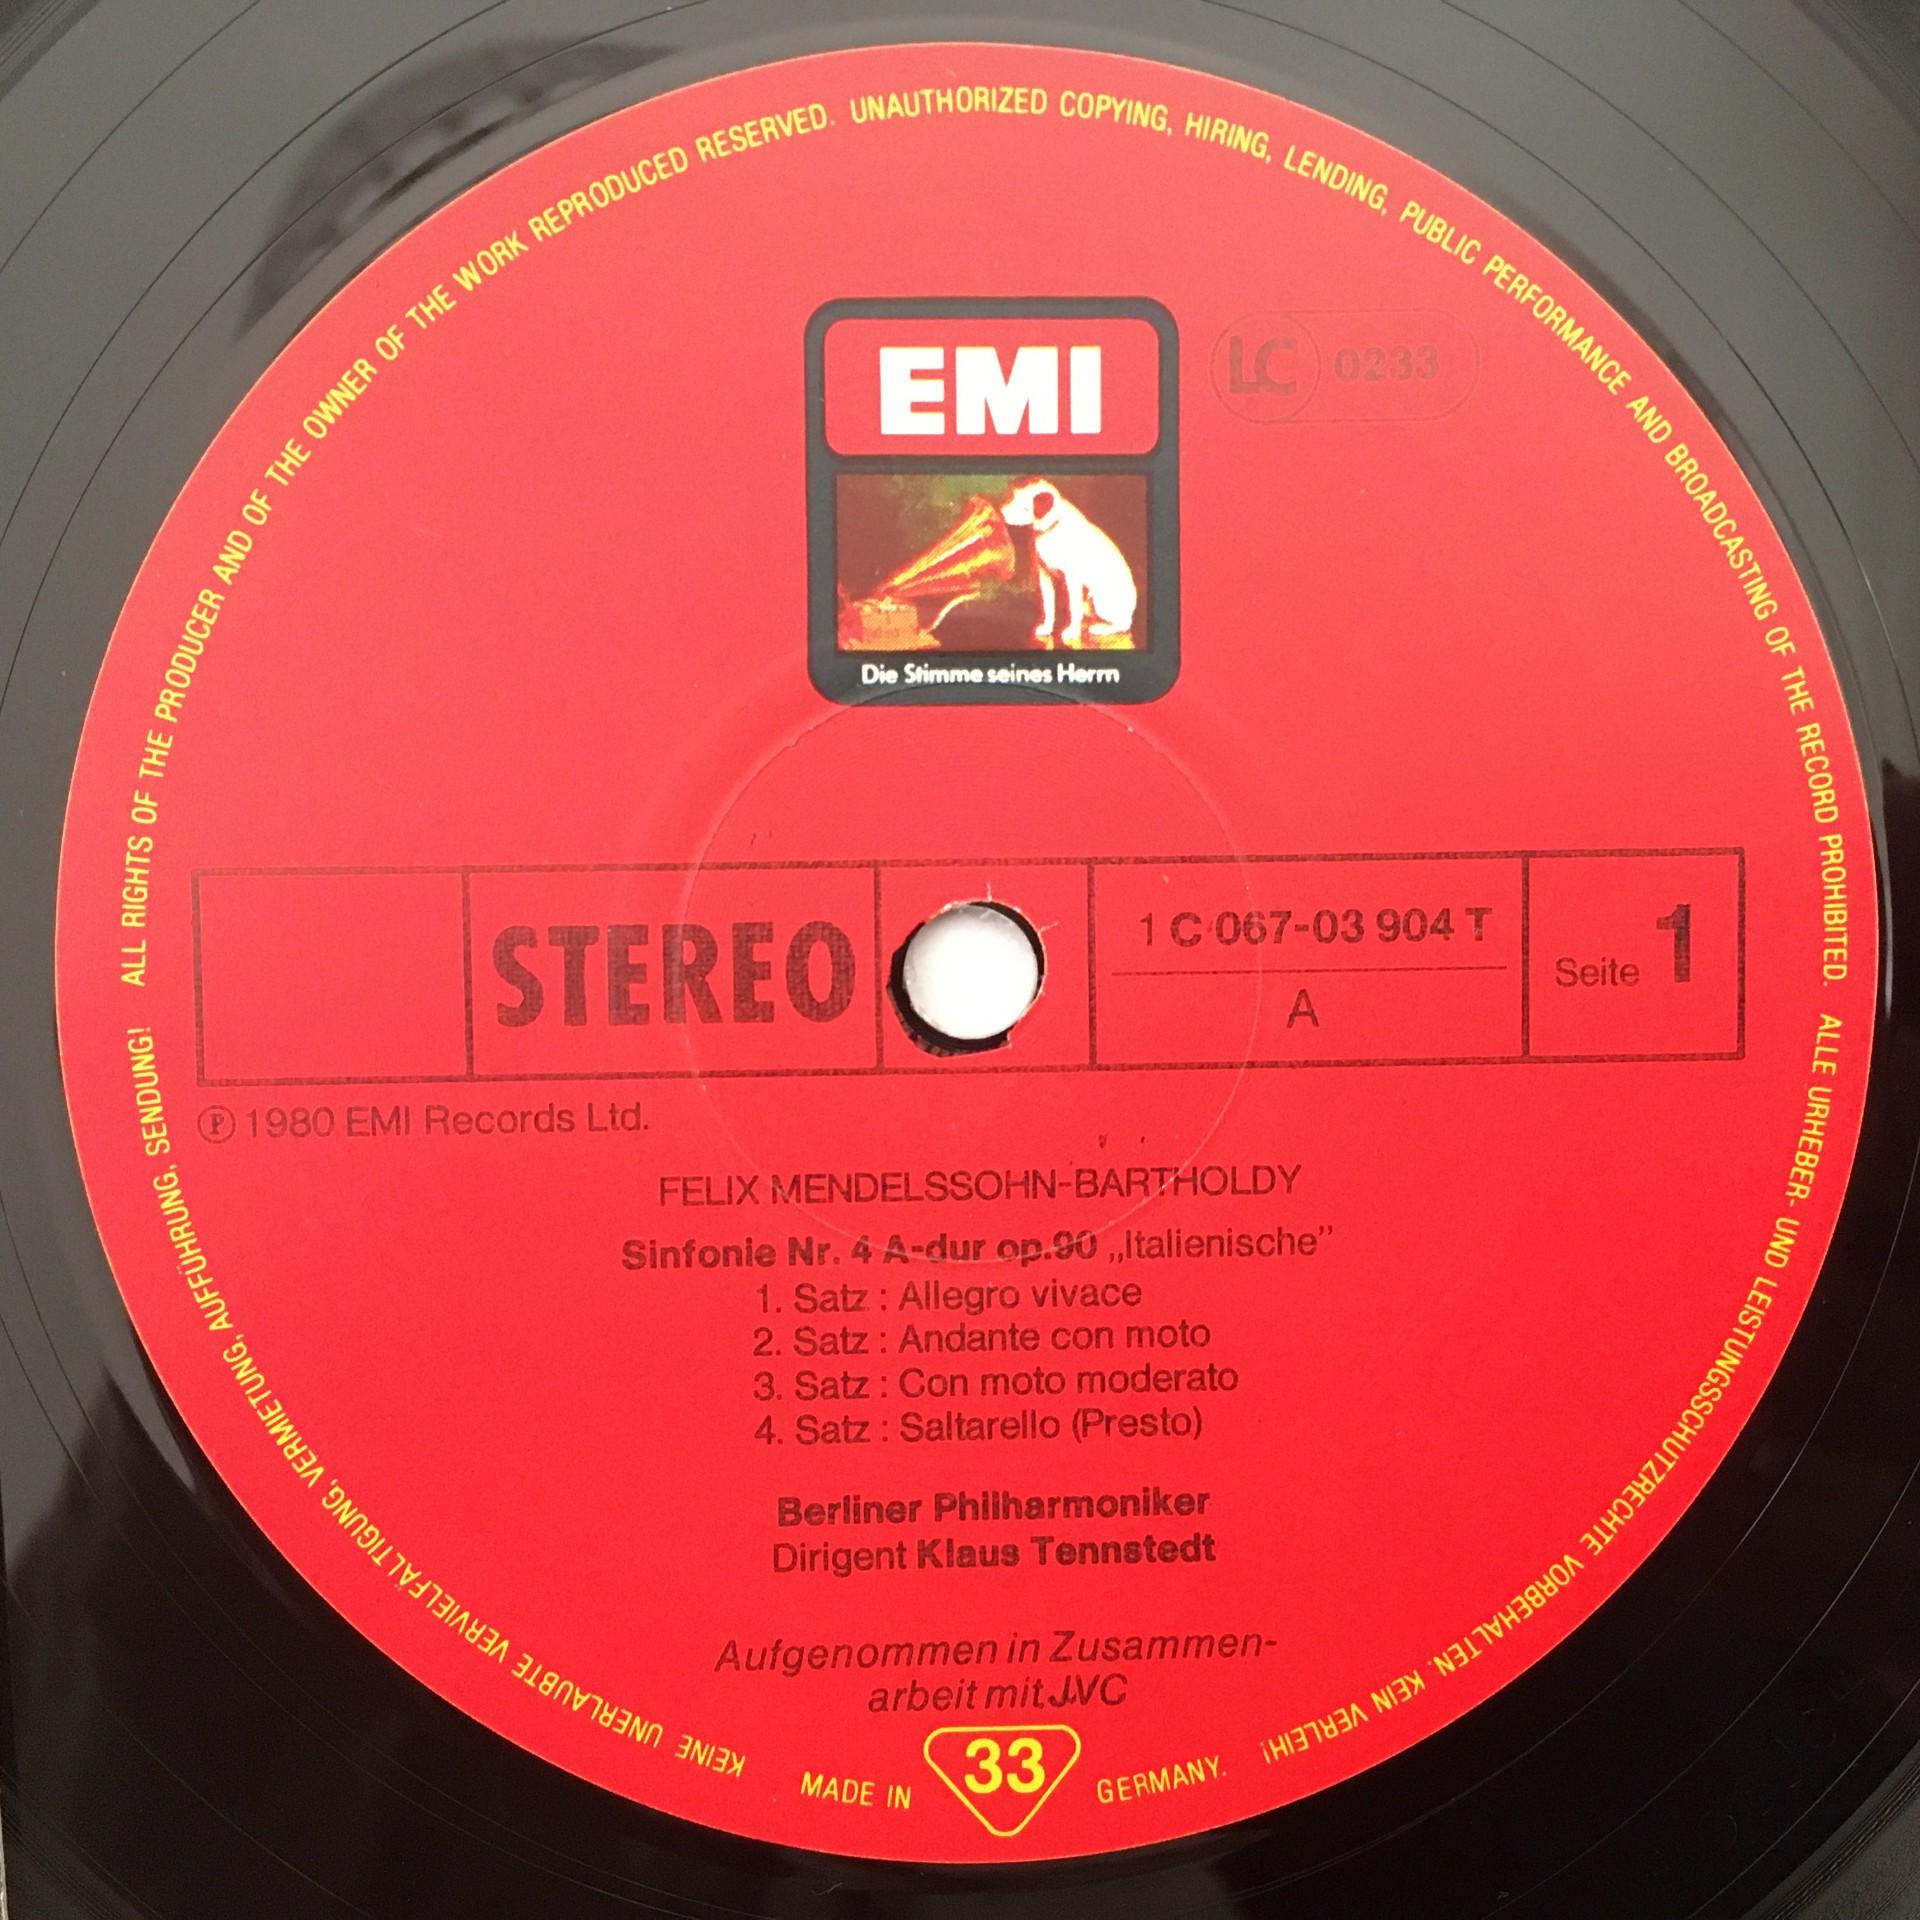 ALL RIGHTS OF THE PRODUCER AND OF THE OWNER OF THE WORK REPRODUCED RESERVED. UNAUTHORIZED COPYING, HIRING, LENDING, PUBLIC PERFORMANCE AND BROADCASTING OF THE RECORD PROHIBITED.
EMI
LC 0233
Die Stimme seines Herrn
STEREO
1 C 067-03 904 T
A
Seite 1
Ⓟ 1980 EMI Records Ltd.
FELIX MENDELSSOHN-BARTHOLDY
Sinfonie Nr. 4 A-dur op.90 „Italienische”
1. Satz : Allegro vivace
2. Satz : Andante con moto
3. Satz : Con moto moderato
4. Satz : Saltarello (Presto)
Berliner Philharmoniker
Dirigent Klaus Tennstedt
Aufgenommen in Zusammen-
arbeit mit JVC
MADE IN 33 GERMANY.
ALLE URHEBER- UND LEISTUNGSSCHUTZRECHTE VORBEHALTEN. KEIN VERLEIH! KEINE UNERLAUBTE VERVIELFÄLTIGUNG, VERMIETUNG, AUFFÜHRUNG, SENDUNG!